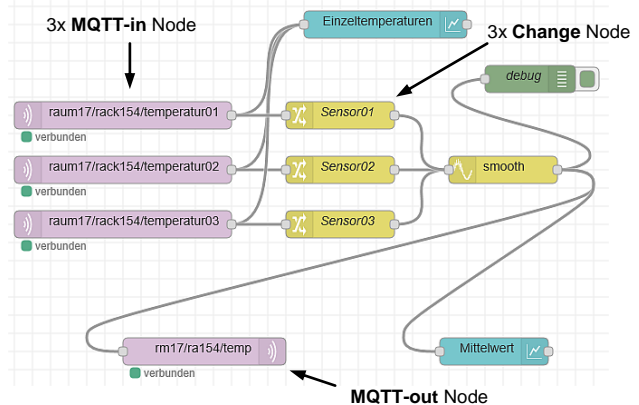 3x MQTT-in Node
Einzeltemperaturen
3x Change Node
debug
raum17/rack154/temperatur01
Sensor01
verbunden
raum17/rack154/temperatur02
Sensor02
smooth
verbunden
raum17/rack154/temperatur03
Sensor03
verbunden
rm17/ra154/temp
Mittelwert
verbunden
MQTT-out Node